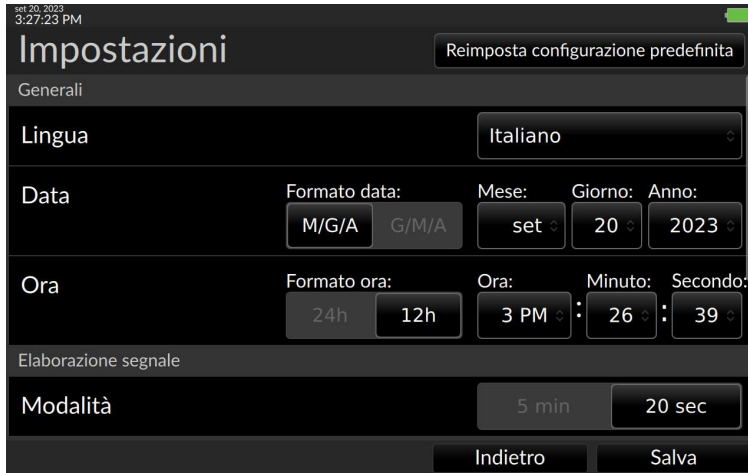 set 20, 2023
3:27:23 PM
Impostazioni
Reimposta configurazione predefinita
Generali
Lingua
Italiano
Data
Formato data:
Mese:
Giorno:
Anno:
M/G/A
G/M/A
set
20
2023
Ora
Formato ora:
Ora:
Minuto:
Secondo:
24h
12h
3 PM
:
26
:
39
Elaborazione segnale
Modalità
5 min
20 sec
Indietro
Salva